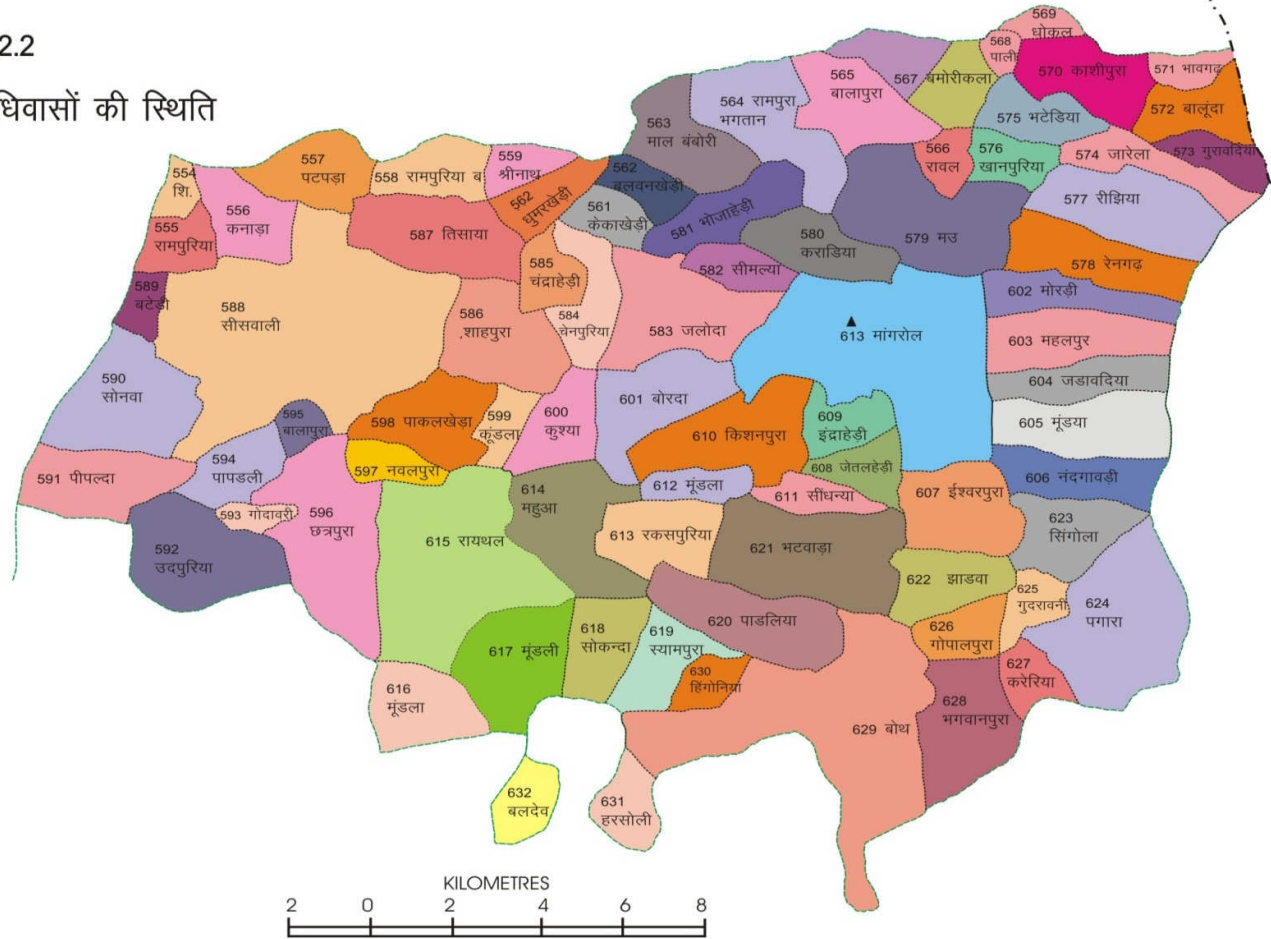 2.2
धिवासों की स्थिति
569
धोकल
568
पाली
570 काशीपुरा
571 भावगढ़
572 बालूंदा
573 गुरावदिया
567 बमोरीकला
565
बालापुरा
564 रामपुरा
भगतान
563
माल बंबोरी
575 भटेडिया
566
रावल
576
खानपुरिया
574 जारेला
577 रीझिया
578 रेनगढ़
579 मउ
580
कराडिया
581 भोजाहेड़ी
582 सीमल्या
562
बलवनखेड़ी
561
केकाखेड़ी
562
धुमरखेड़ी
559
श्रीनाथ
558 रामपुरिया ब
557
पटपड़ा
554
शि.
556
कनाड़ा
555
रामपुरिया
587 तिसाया
585
चंद्राहेड़ी
584
चेनपुरिया
583 जलोदा
586
शाहपुरा
588
सीसवाली
589
बटेड़ी
590
सोनवा
591 पीपल्दा
592
उदपुरिया
593 गोदावरी
594
पापडली
595
बालापुरा
596
छत्रपुरा
597 नवलपुरा
598 पाकलखेड़ा
599
कूंडला
600
कुश्या
601 बोरदा
613 मांगरोल
602 मोरड़ी
603 महलपुर
604 जडावदिया
605 मूंडया
606 नंदगावड़ी
607 ईश्वरपुरा
608 जेतलहेड़ी
609
इंद्राहेड़ी
610 किशनपुरा
611 सींधन्या
612 मूंडला
613 रकसपुरिया
614
महुआ
615 रायथल
616
मूंडला
617 मूंडली
618
सोकन्दा
619
स्यामपुरा
620 पाडलिया
621 भटवाड़ा
622 झाडवा
623
सिंगोला
624
पगारा
625
गुदरावनी
626
गोपालपुरा
627
करेरिया
628
भगवानपुरा
629 बोथ
630
हिंगोनिया
631
हरसोली
632
बलदेव
KILOMETRES
2 0 2 4 6 8